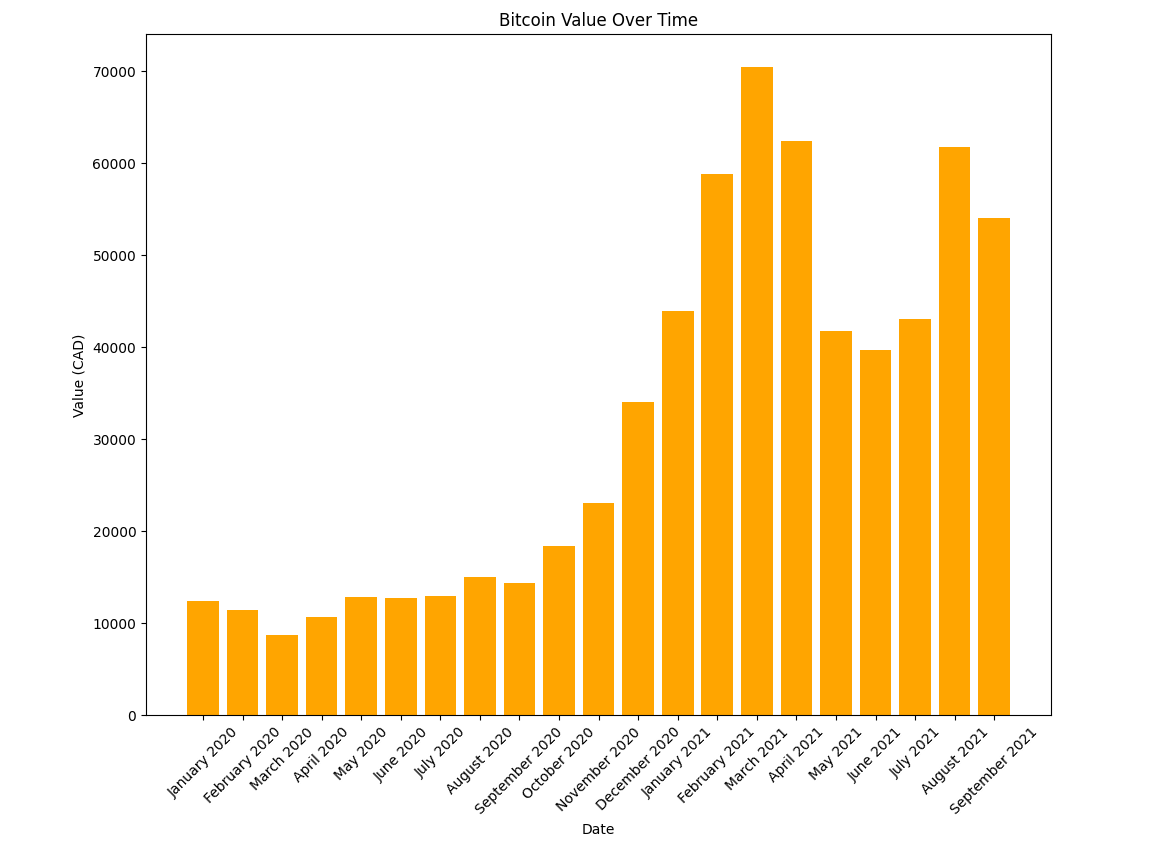 Bitcoin Value Over Time
Value (CAD)
70000
60000
50000
40000
30000
20000
10000
0
January 2020
February 2020
March 2020
April 2020
May 2020
June 2020
July 2020
August 2020
September 2020
October 2020
November 2020
December 2020
January 2021
February 2021
March 2021
April 2021
May 2021
June 2021
July 2021
August 2021
September 2021
Date